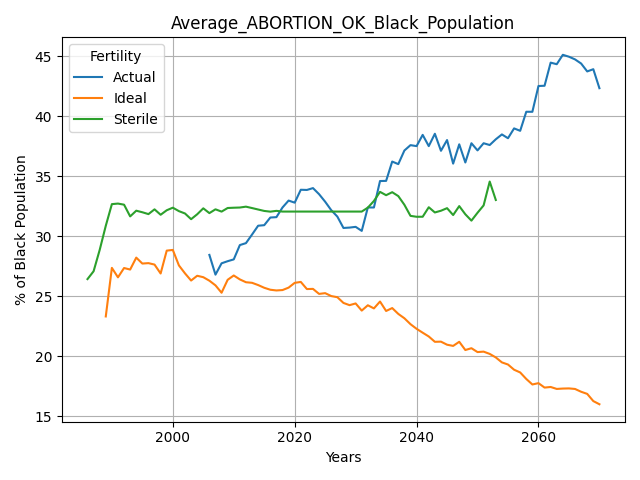 Average_ABORTION_OK_Black_Population
Fertility
Actual
Ideal
Sterile
% of Black Population
45
40
35
30
25
20
15
2000
2020
2040
2060
Years